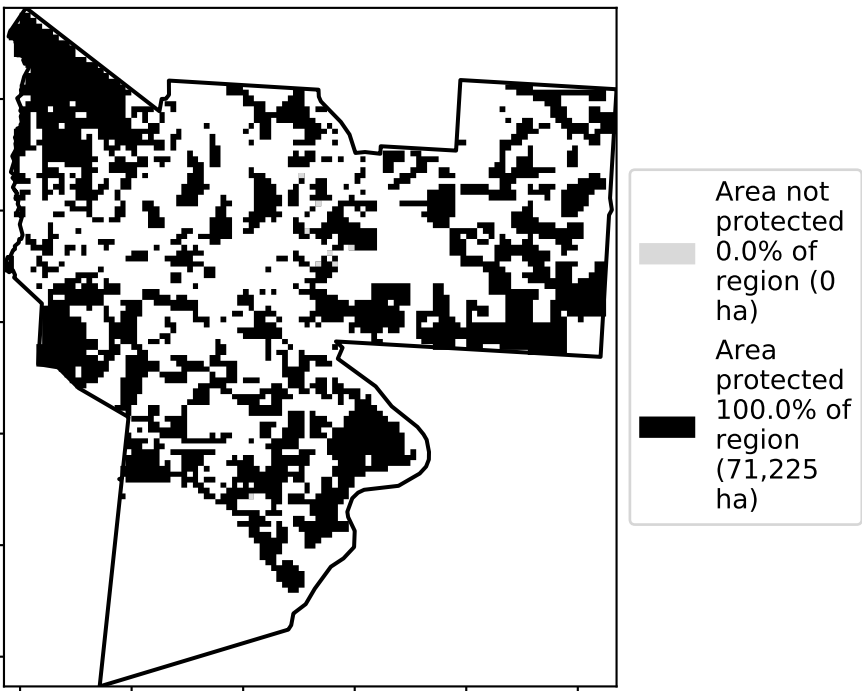 Area not
protected
0.0% of
region (0
ha)
Area
protected
100.0% of
region
(71,225
ha)